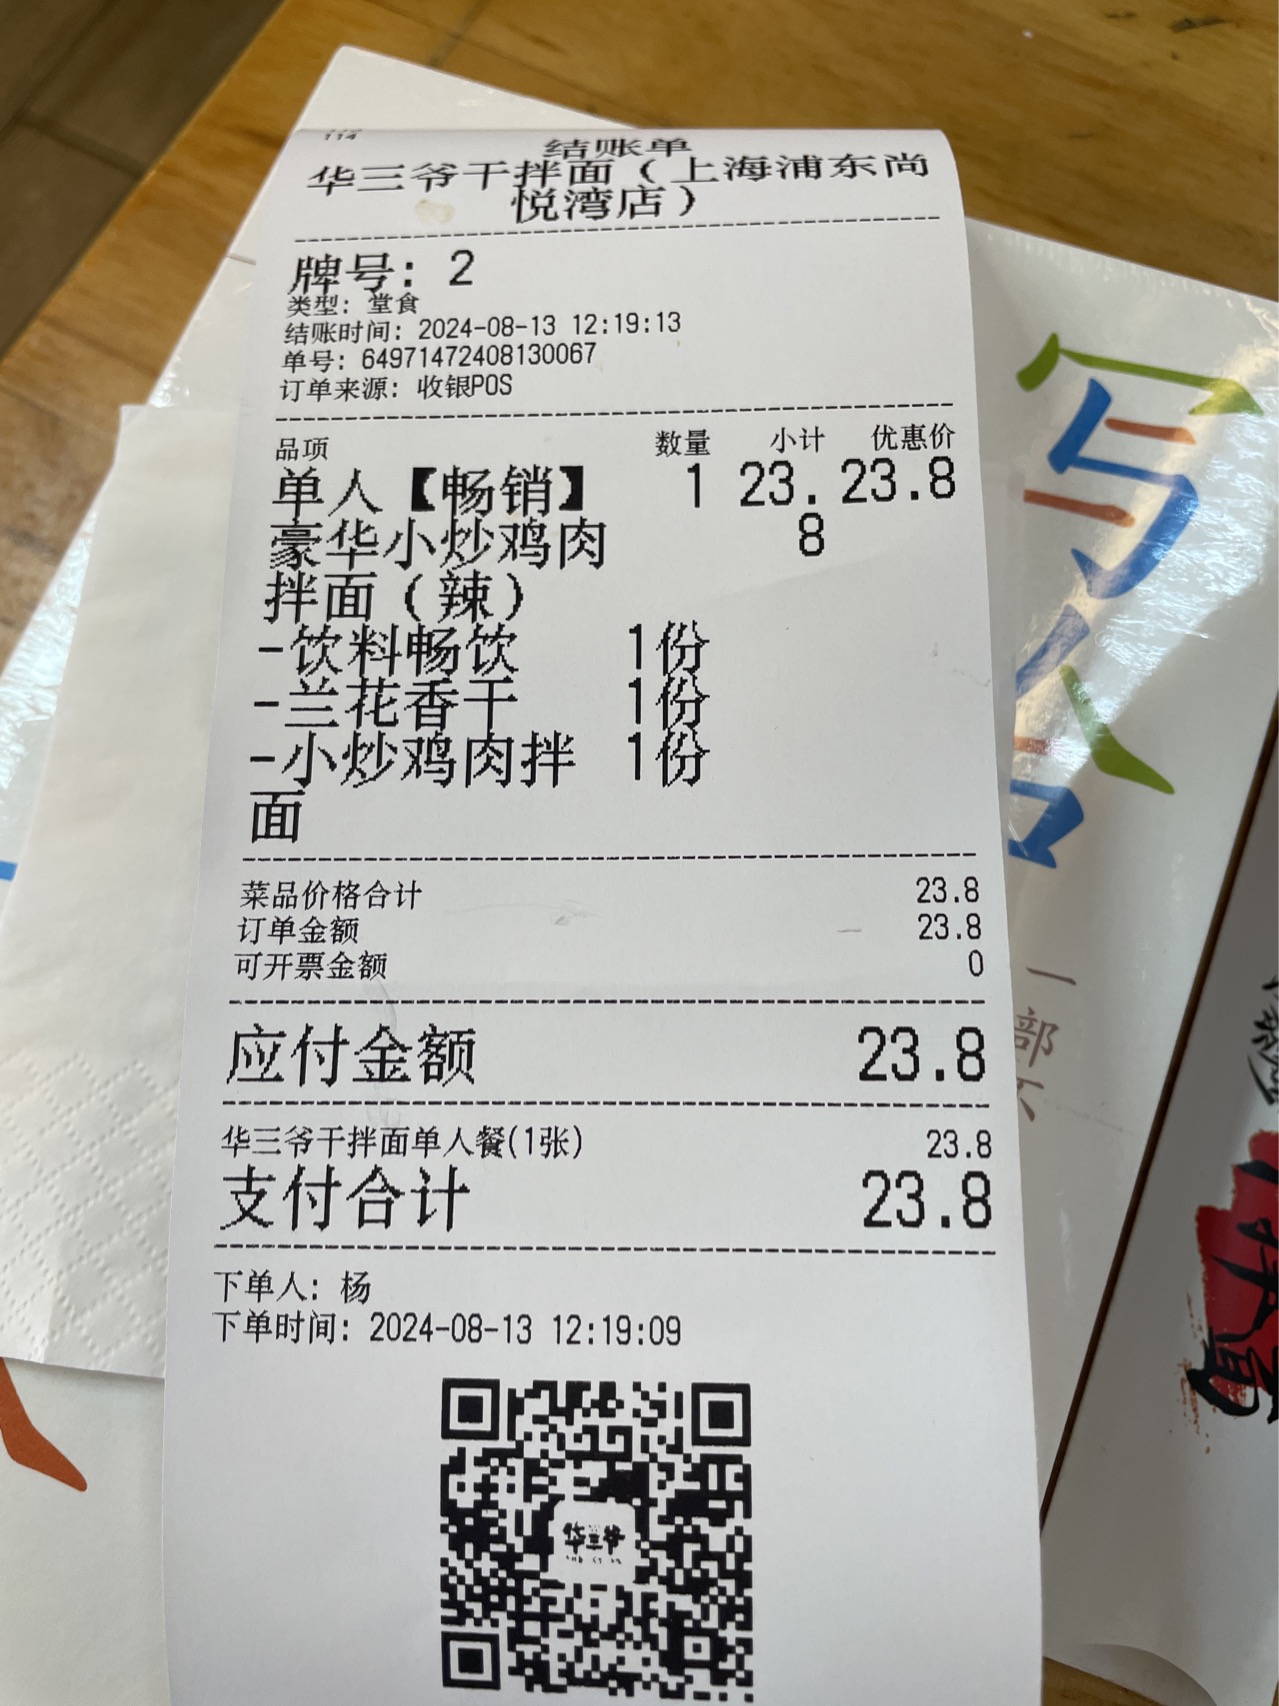 114
结账单
华三爷干拌面（上海浦东尚
悦湾店）
牌号: 2
类型: 堂食
结账时间: 2024-08-13 12:19:13
单号: 64971472408130067
订单来源: 收银POS
品项 数量 小计 优惠价
单人【畅销】 1 23. 23.8
豪华小炒鸡肉 8
拌面（辣）
-饮料畅饮 1份
-兰花香干 1份
-小炒鸡肉拌 1份
面
菜品价格合计 23.8
订单金额 23.8
可开票金额 0
应付金额 23.8
华三爷干拌面单人餐(1张) 23.8
支付合计 23.8
下单人: 杨
下单时间: 2024-08-13 12:19:09
华三爷
写
一
部
不